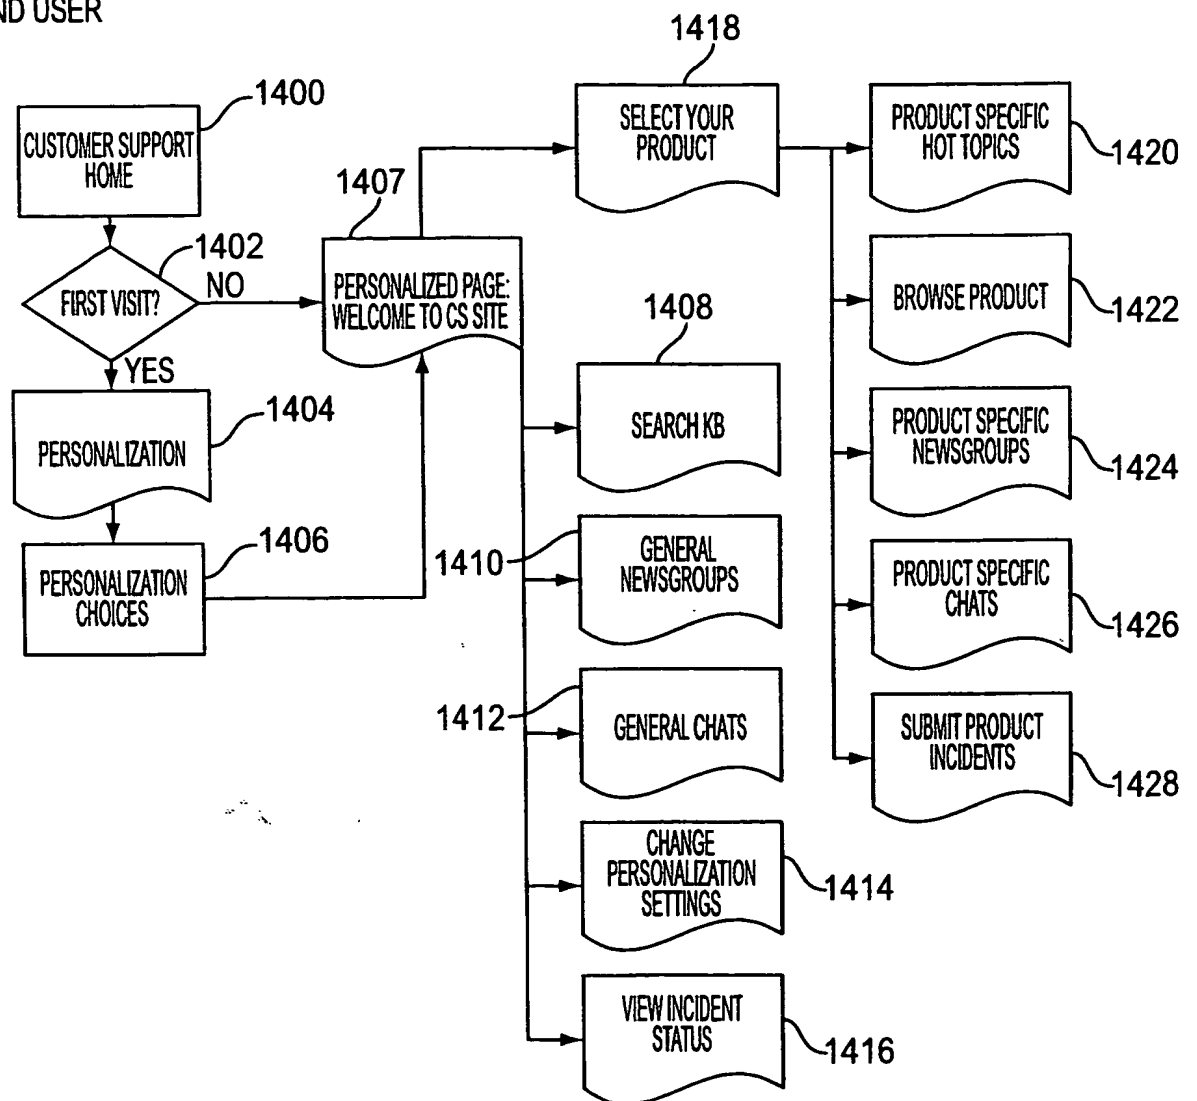 ND USER
1400
CUSTOMER SUPPORT
HOME
1402
FIRST VISIT?
NO
YES
1404
PERSONALIZATION
1406
PERSONALIZATION
CHOICES
1407
PERSONALIZED PAGE:
WELCOME TO CS SITE
1418
SELECT YOUR
PRODUCT
1408
SEARCH KB
1410
GENERAL
NEWSGROUPS
1412
GENERAL CHATS
CHANGE
PERSONALIZATION
SETTINGS
1414
VIEW INCIDENT
STATUS
1416
PRODUCT SPECIFIC
HOT TOPICS
1420
BROWSE PRODUCT
1422
PRODUCT SPECIFIC
NEWSGROUPS
1424
PRODUCT SPECIFIC
CHATS
1426
SUBMIT PRODUCT
INCIDENTS
1428